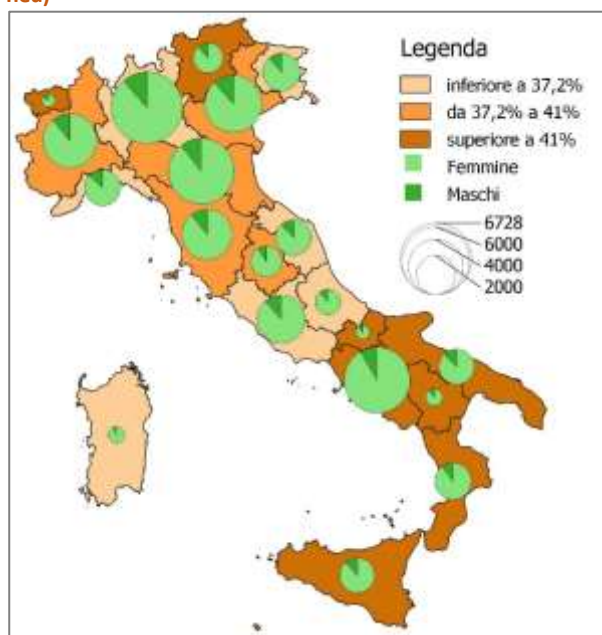 Legenda
inferiore a 37,2%
da 37,2% a 41%
superiore a 41%
Femmine
Maschi
6728
6000
4000
2000